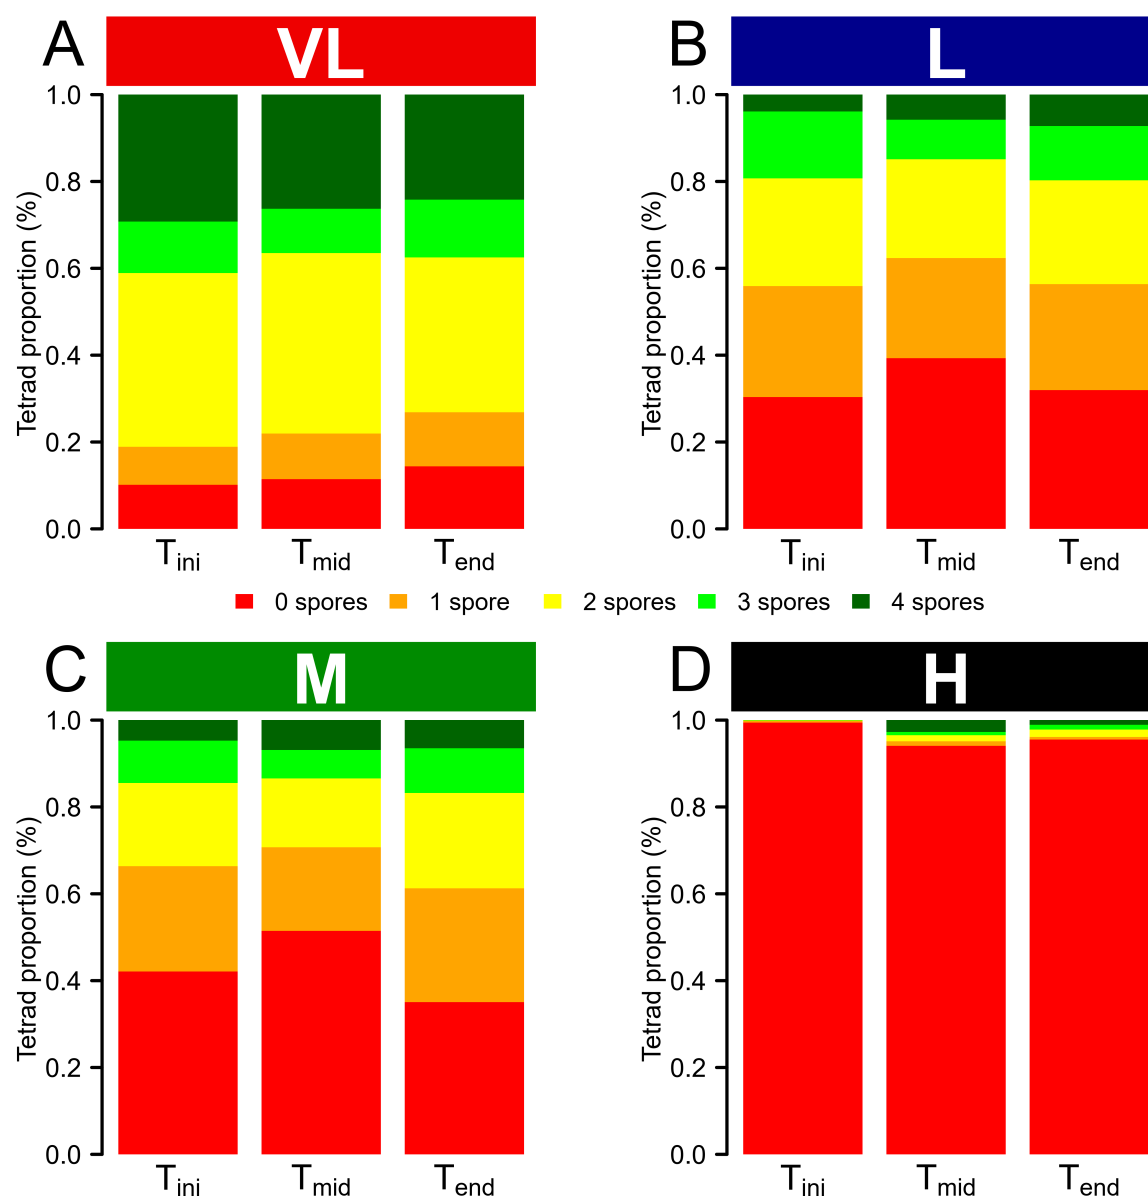 A VL
B L
Tetrad proportion (%)
1.0
0.8
0.6
0.4
0.2
0.0
Tini Tmid Tend
Tetrad proportion (%)
1.0
0.8
0.6
0.4
0.2
0.0
Tini Tmid Tend
0 spores 1 spore 2 spores 3 spores 4 spores
C M
D H
Tetrad proportion (%)
1.0
0.8
0.6
0.4
0.2
0.0
Tini Tmid Tend
Tetrad proportion (%)
1.0
0.8
0.6
0.4
0.2
0.0
Tini Tmid Tend